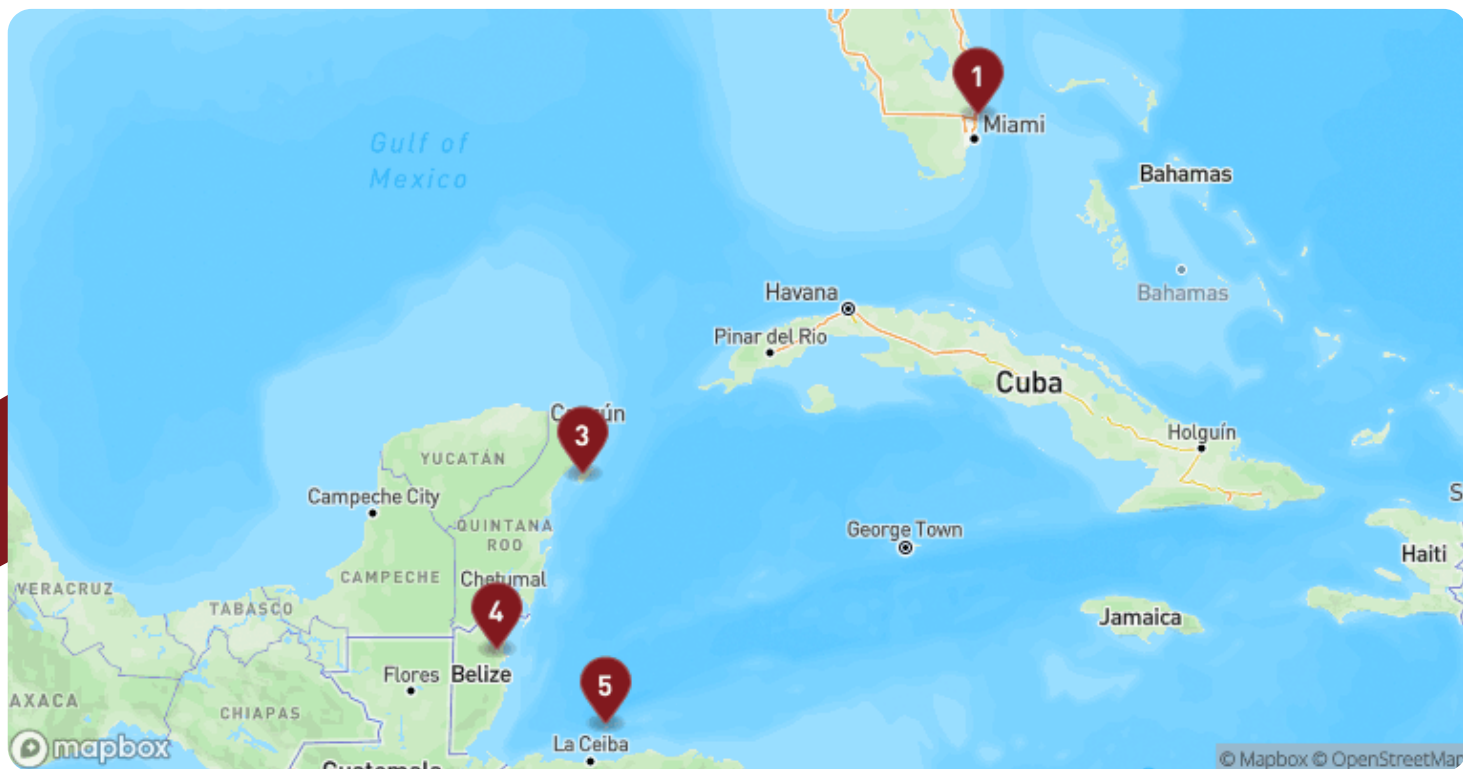 1
Miami
Gulf of
Mexico
Bahamas
Bahamas
Havana
Pinar del Rio
Cuba
3
YUCATÁN
Holguín
Campeche City
QUINTANA
ROO
George Town
Haiti
CAMPECHE
Chetumal
VERACRUZ
TABASCO
4
Jamaica
Flores
Belize
5
CHIAPAS
mapbox
La Ceiba
© Mapbox © OpenStreetMap